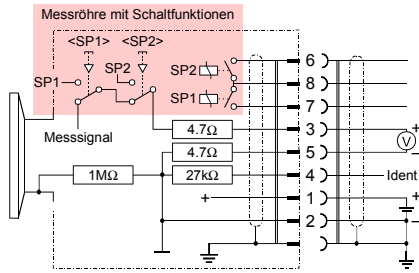 Messröhre mit Schaltfunktionen
<SP1> <SP2>
SP1 SP2 SP2 6
8
SP1 7
Messsignal 4.7Ω 3 +
V
4.7Ω 5 −
1MΩ 27kΩ 4 Ident
+ 1 +
2 −